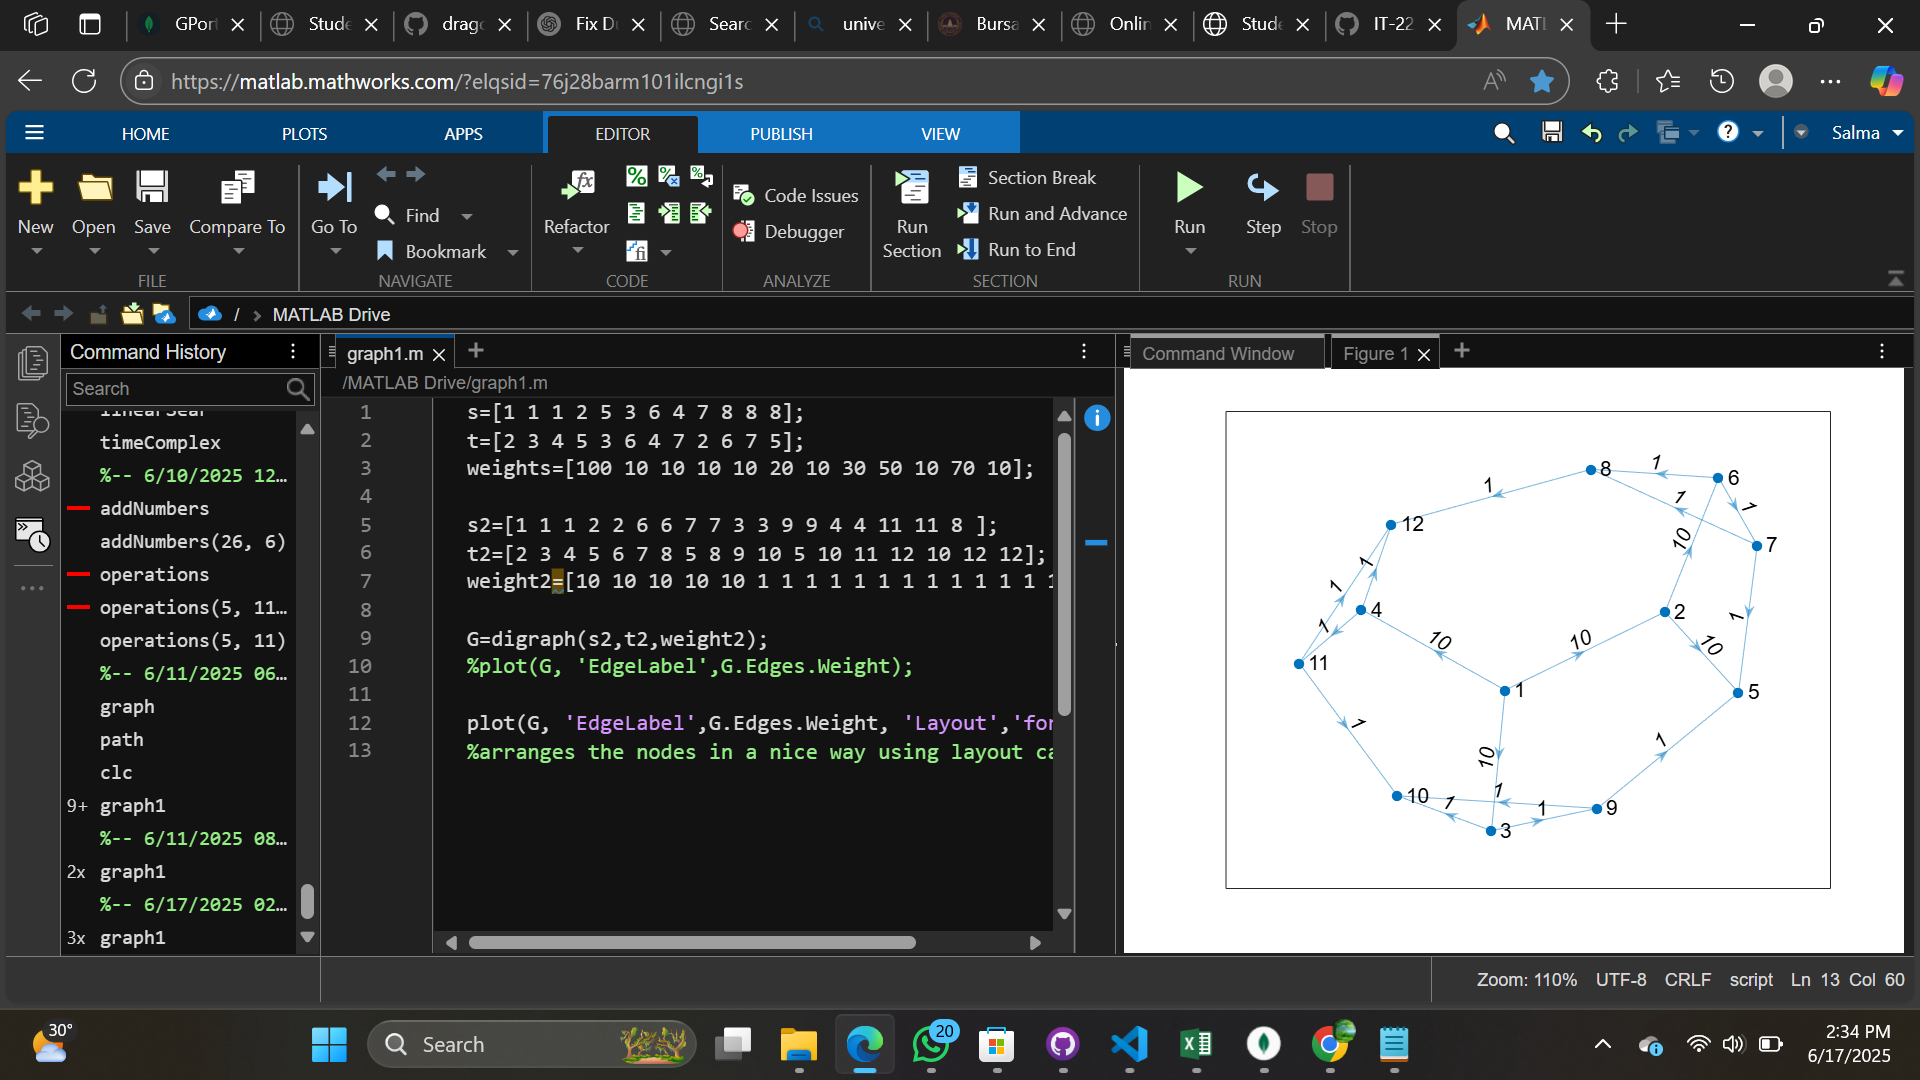 GPort
Stude
drago
Fix Du
Searc
unive
Bursa
Onlin
Stude
IT-22
MATL
https://matlab.mathworks.com/?elqsid=76j28barm101ilcngi1s
HOME PLOTS APPS EDITOR PUBLISH VIEW
Salma
New
Open
Save
Compare To
FILE
Go To
Find
Bookmark
NAVIGATE
Refactor
CODE
Code Issues
Debugger
ANALYZE
Run Section
Section Break
Run and Advance
Run to End
SECTION
Run
Step
Stop
RUN
/ > MATLAB Drive
Command History
Search
timeComplex
%-- 6/10/2025 12...
addNumbers
addNumbers(26, 6)
operations
operations(5, 11...
operations(5, 11)
%-- 6/11/2025 06...
graph
path
clc
9+ graph1
%-- 6/11/2025 08...
2x graph1
%-- 6/17/2025 02...
3x graph1
graph1.m
/MATLAB Drive/graph1.m
1 s=[1 1 1 2 5 3 6 4 7 8 8 8];
2 t=[2 3 4 5 3 6 4 7 2 6 7 5];
3 weights=[100 10 10 10 10 20 10 30 50 10 70 10];
4
5 s2=[1 1 1 2 2 6 6 7 7 3 3 9 9 4 4 11 11 8 ];
6 t2=[2 3 4 5 6 7 8 5 8 9 10 5 10 11 12 10 12 12];
7 weight2=[10 10 10 10 10 1 1 1 1 1 1 1 1 1 1 1 1 1
8
9 G=digraph(s2,t2,weight2);
10 %plot(G, 'EdgeLabel',G.Edges.Weight);
11
12 plot(G, 'EdgeLabel',G.Edges.Weight, 'Layout','for
13 %arranges the nodes in a nice way using layout ca
Command Window
Figure 1
8
1
6
1
1
1
12
7
10
1
1
4
2
1
1
10
10
10
11
1
5
1
10
1
1
10
1
1
9
1
3
Zoom: 110% UTF-8 CRLF script Ln 13 Col 60
30°
Search
20
2:34 PM
6/17/2025